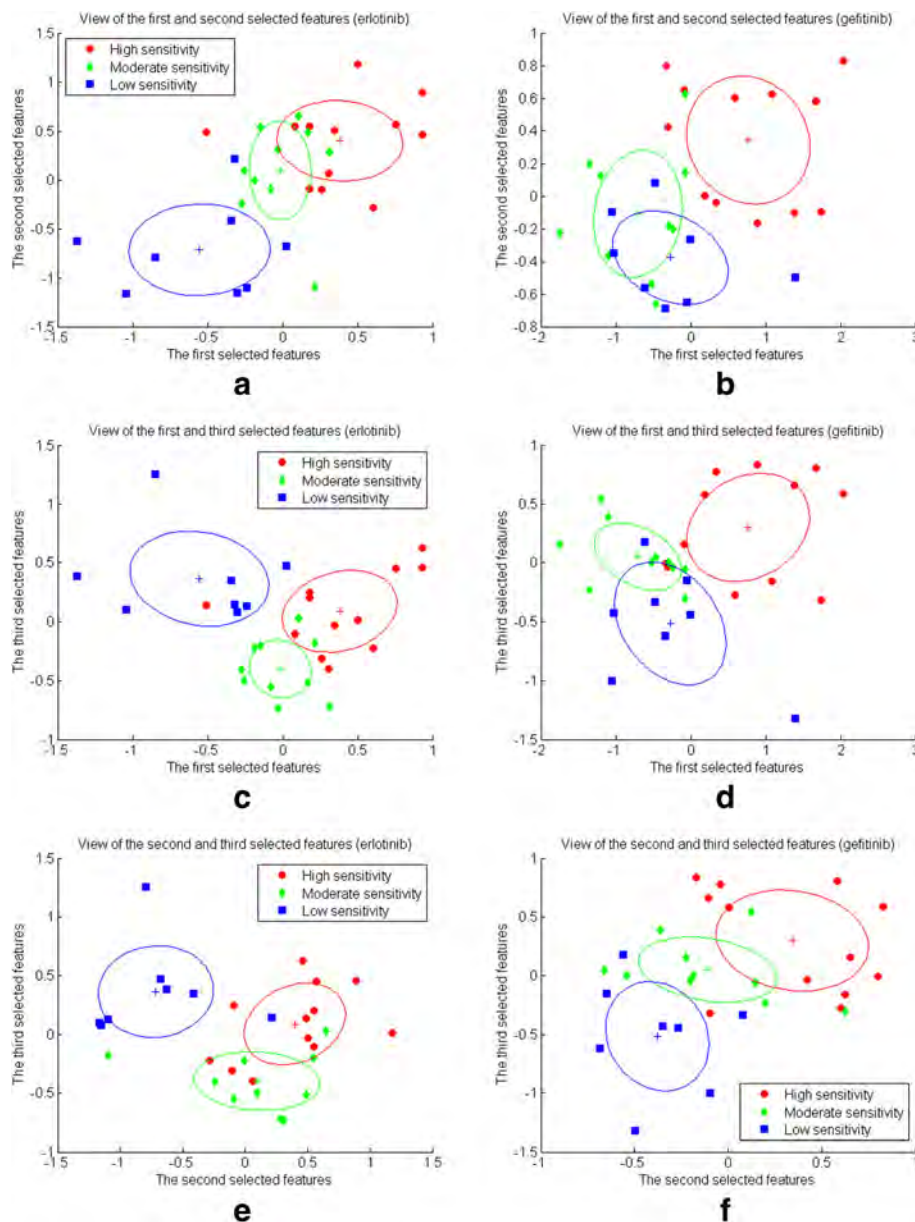 View of the first and second selected features (erlotinib)
The second selected features
1.5
1
0.5
0
-0.5
-1
-1.5
High sensitivity
Moderate sensitivity
Low sensitivity
-1.5 -1 -0.5 0 0.5 1
The first selected features
a
View of the first and second selected features (gefitinib)
The second selected features
1
0.8
0.6
0.4
0.2
0
-0.2
-0.4
-0.6
-0.8
-2 -1 0 1 2 3
The first selected features
b
View of the first and third selected features (erlotinib)
The third selected features
1.5
1
0.5
0
-0.5
-1
High sensitivity
Moderate sensitivity
Low sensitivity
-1.5 -1 -0.5 0 0.5 1
The first selected features
c
View of the first and third selected features (gefitinib)
The third selected features
1
0.5
0
-0.5
-1
-1.5
-2 -1 0 1 2 3
The first selected features
d
View of the second and third selected features (erlotinib)
The third selected features
1.5
1
0.5
0
-0.5
-1
High sensitivity
Moderate sensitivity
Low sensitivity
-1.5 -1 -0.5 0 0.5 1 1.5
The second selected features
e
View of the second and third selected features (gefitinib)
The third selected features
1.5
1
0.5
0
-0.5
-1
-1.5
High sensitivity
Moderate sensitivity
Low sensitivity
-1 -0.5 0 0.5 1
The second selected features
f